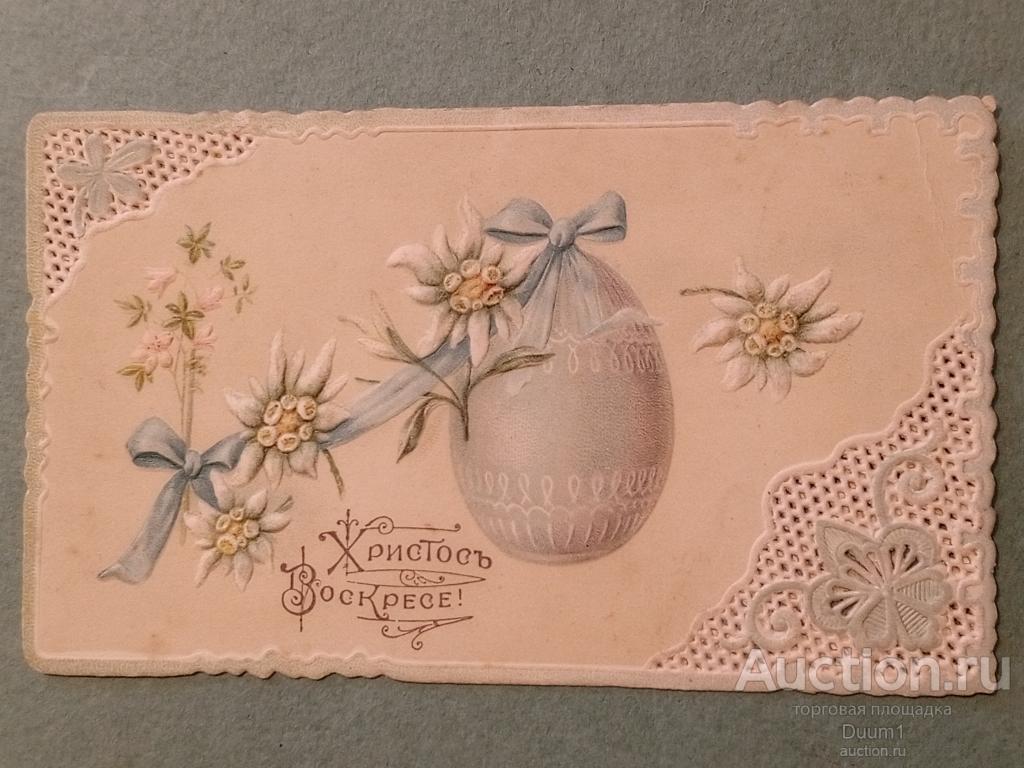 Христосъ
Воскресе!
Auction.ru
торговая площадка
Duum1
auction.ru